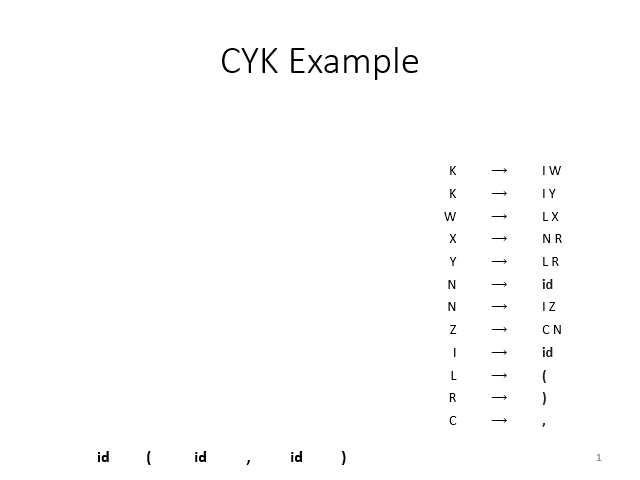 CYK Example
K ⟶ I W
K ⟶ I Y
W ⟶ L X
X ⟶ N R
Y ⟶ L R
N ⟶ id
N ⟶ I Z
Z ⟶ C N
I ⟶ id
L ⟶ (
R ⟶ )
C ⟶ ,
id ( id , id )
1